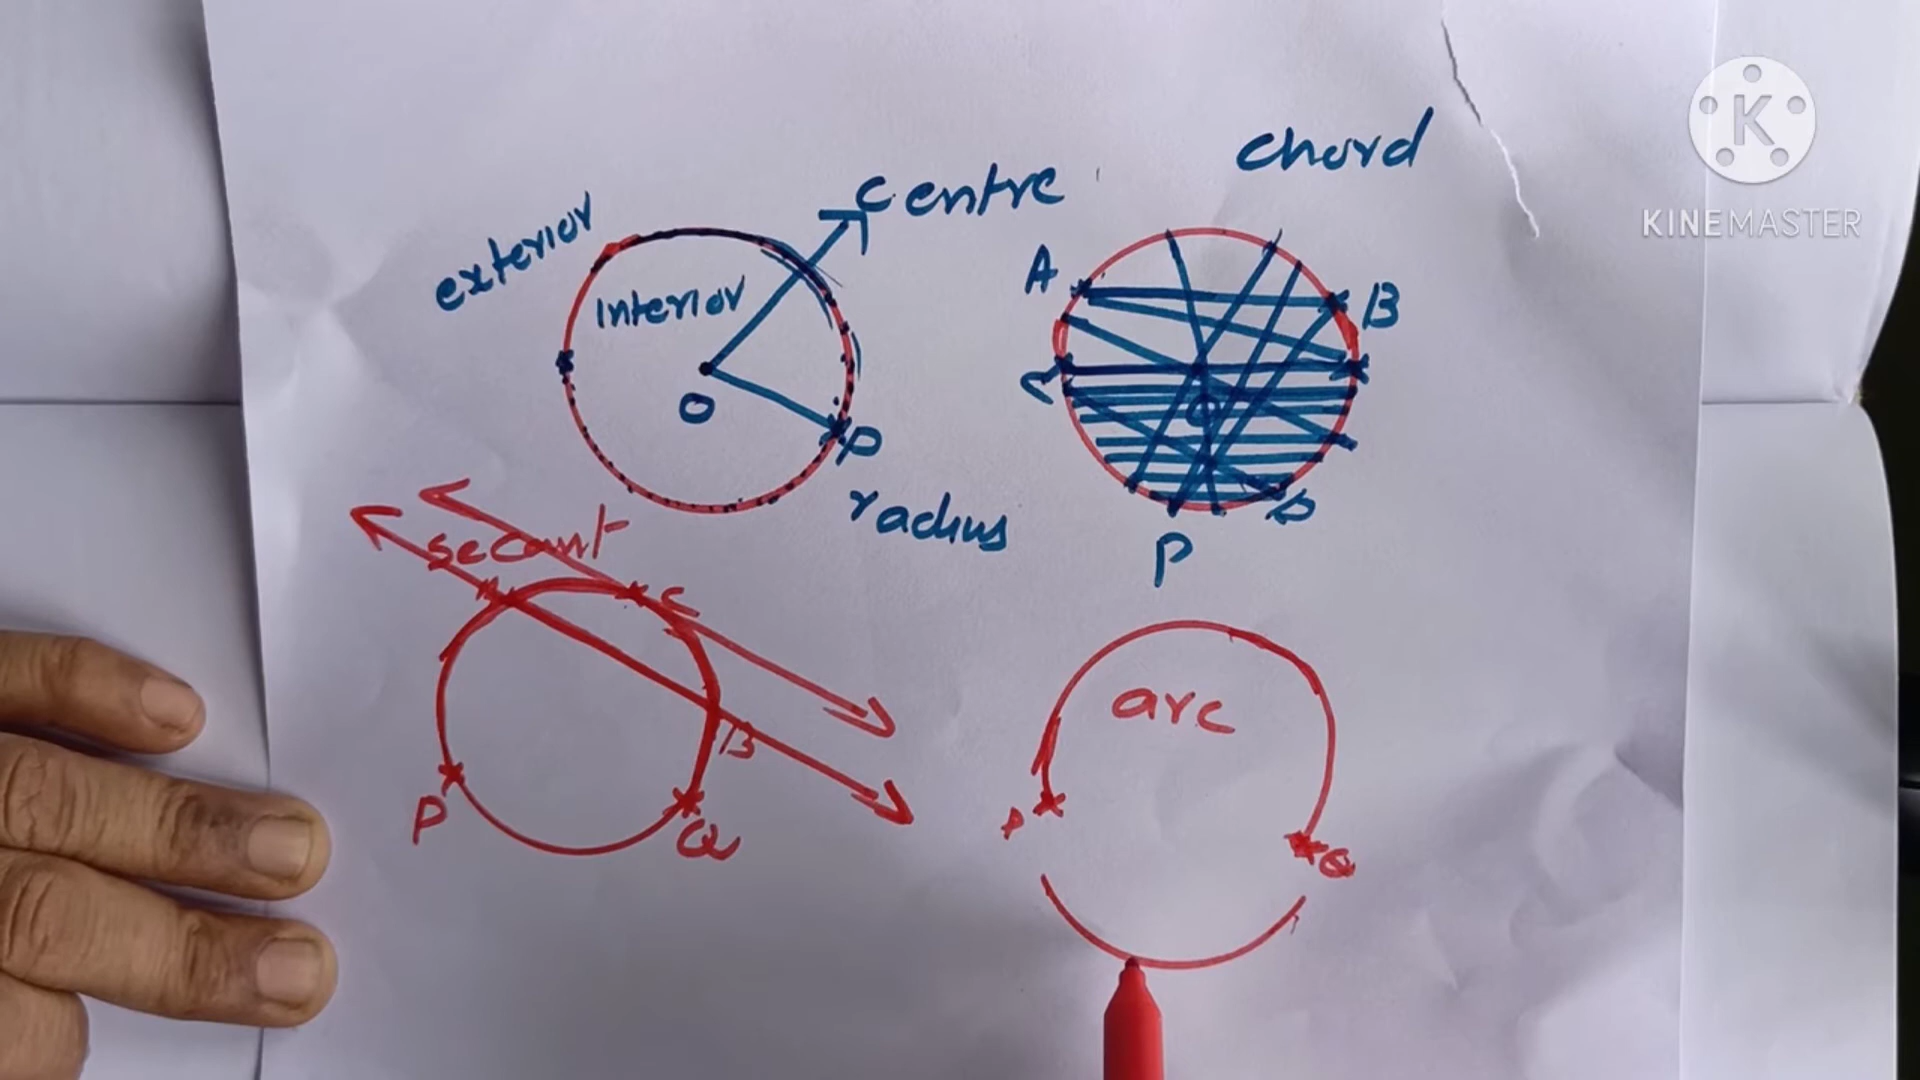 chord
centre
exterior
Interior
A
B
C
O
O
P
radius
D
P
secant
C
B
P
Q
arc
P
Q
K
KINEMASTER